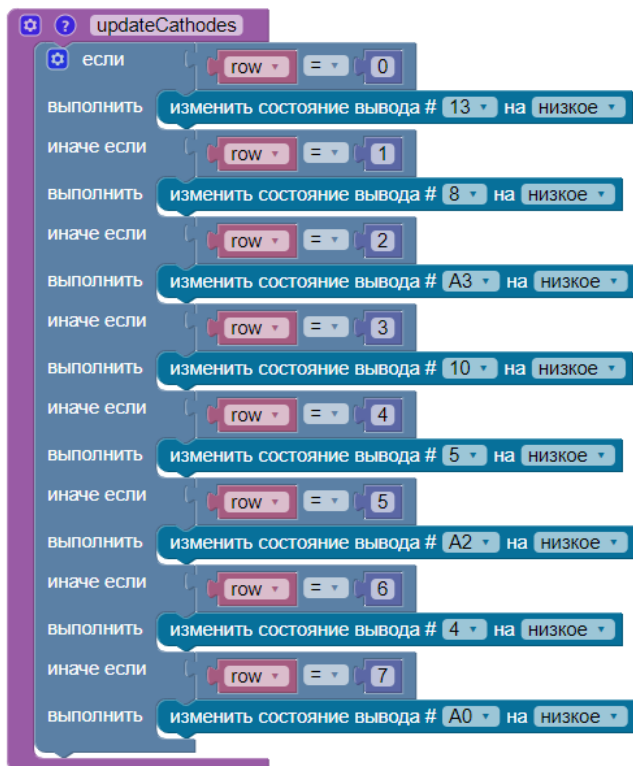 ? updateCathodes
если row = 0
выполнить изменить состояние вывода # 13 на низкое
иначе если row = 1
выполнить изменить состояние вывода # 8 на низкое
иначе если row = 2
выполнить изменить состояние вывода # A3 на низкое
иначе если row = 3
выполнить изменить состояние вывода # 10 на низкое
иначе если row = 4
выполнить изменить состояние вывода # 5 на низкое
иначе если row = 5
выполнить изменить состояние вывода # A2 на низкое
иначе если row = 6
выполнить изменить состояние вывода # 4 на низкое
иначе если row = 7
выполнить изменить состояние вывода # A0 на низкое